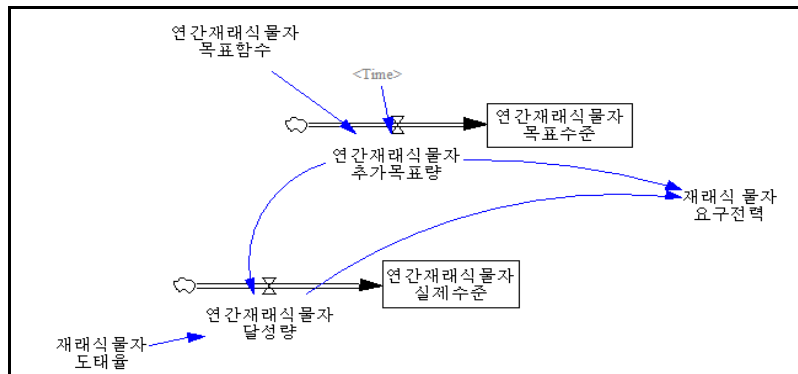 연간재래식물자
목표함수
<Time>
연간재래식물자
목표수준
연간재래식물자
추가목표량
재래식 물자
요구전력
연간재래식물자
실제수준
연간재래식물자
달성량
재래식물자
도태율